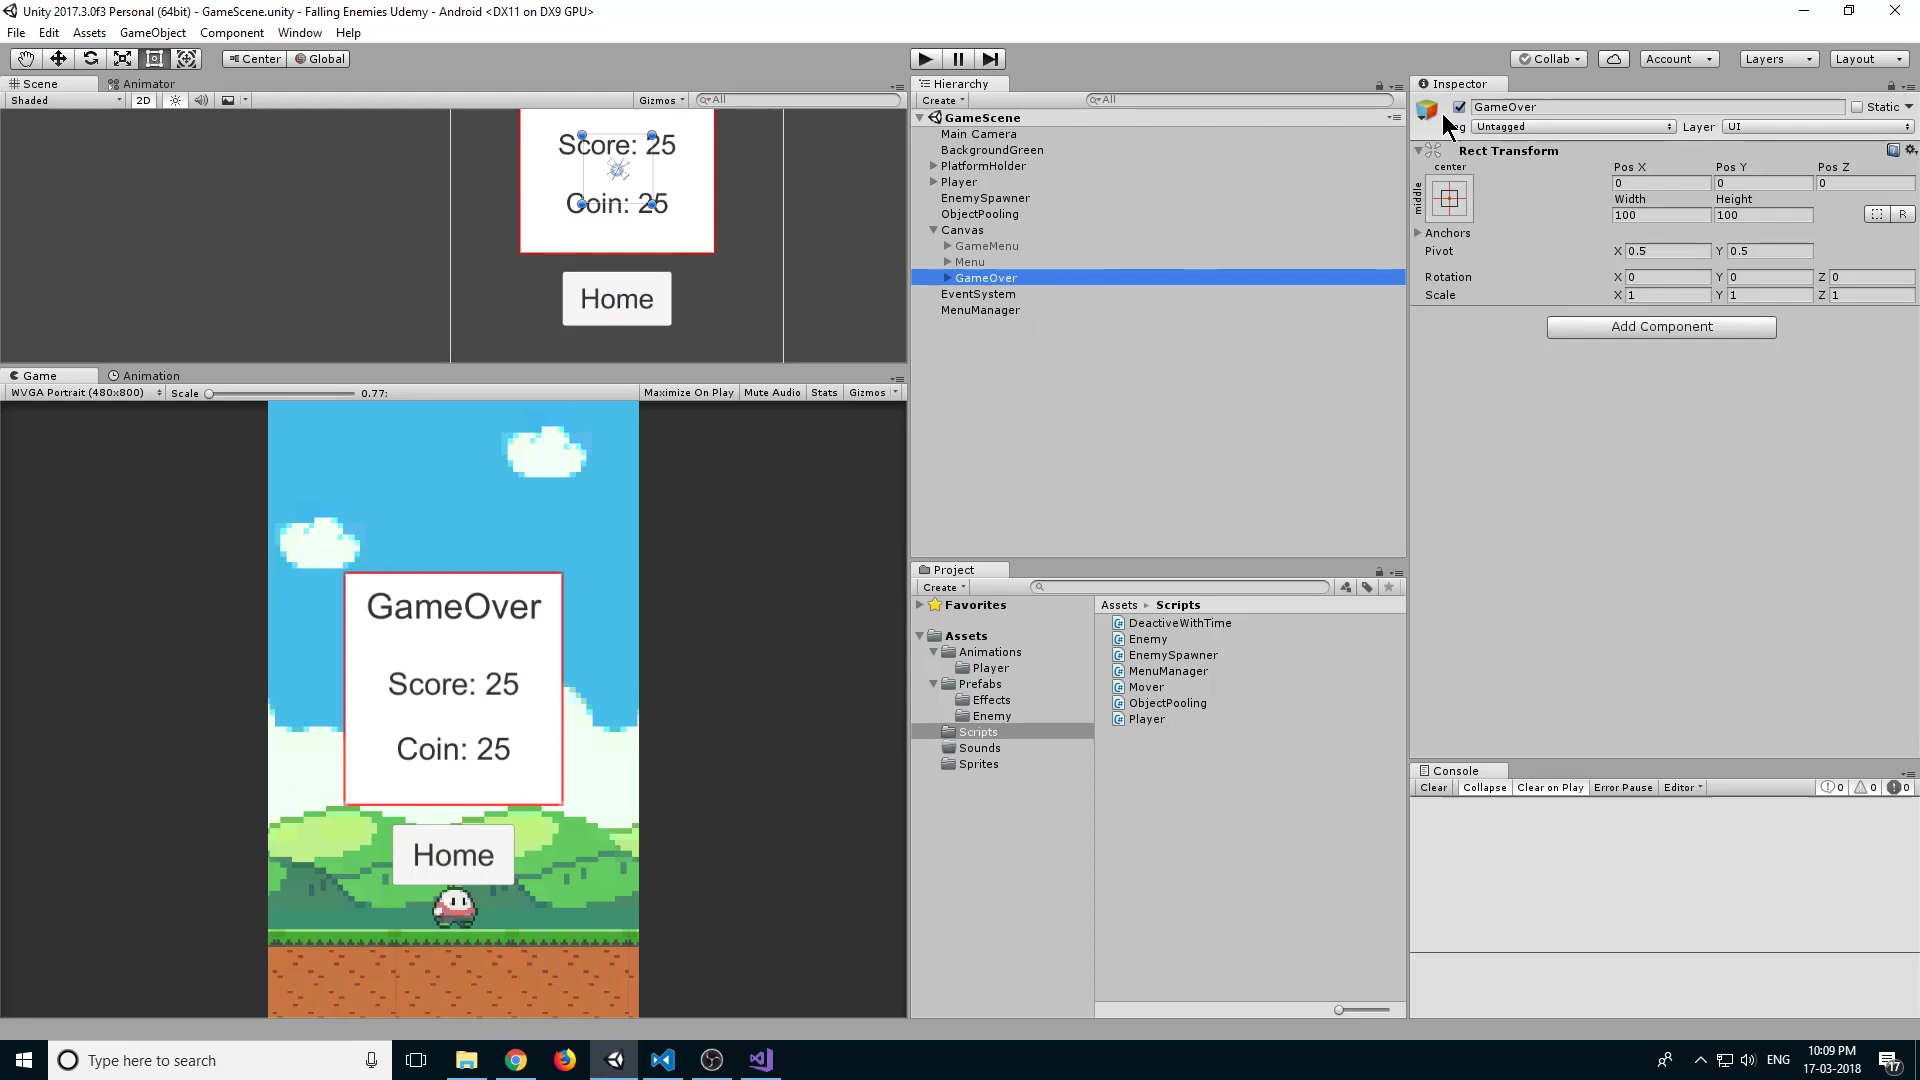 Unity 2017.3.0f3 Personal (64bit) - GameScene.unity - Falling Enemies Udemy - Android <DX11 on DX9 GPU>
File Edit Assets GameObject Component Window Help
Center Global
Collab Account Layers Layout
Scene Animator
Shaded 2D Gizmos All
Score: 25
Coin: 25
Home
Game Animation
WVGA Portrait (480x800) Scale 0.77: Maximize On Play Mute Audio Stats Gizmos
GameOver
Score: 25
Coin: 25
Home
Hierarchy
Create All
GameScene
Main Camera
BackgroundGreen
PlatformHolder
Player
EnemySpawner
ObjectPooling
Canvas
GameMenu
Menu
GameOver
EventSystem
MenuManager
Project
Create
Favorites
Assets
Animations
Player
Prefabs
Effects
Enemy
Scripts
Sounds
Sprites
Assets Scripts
DeactiveWithTime
Enemy
EnemySpawner
MenuManager
Mover
ObjectPooling
Player
Inspector
GameOver Static
Untagged Layer UI
Rect Transform
center Pos X Pos Y Pos Z
middle 0 0 0
Width Height
100 100 R
Anchors
Pivot X 0.5 Y 0.5
Rotation X 0 Y 0 Z 0
Scale X 1 Y 1 Z 1
Add Component
Console
Clear Collapse Clear on Play Error Pause Editor 0 0 0
Type here to search
ENG
10:09 PM
17-03-2018
17